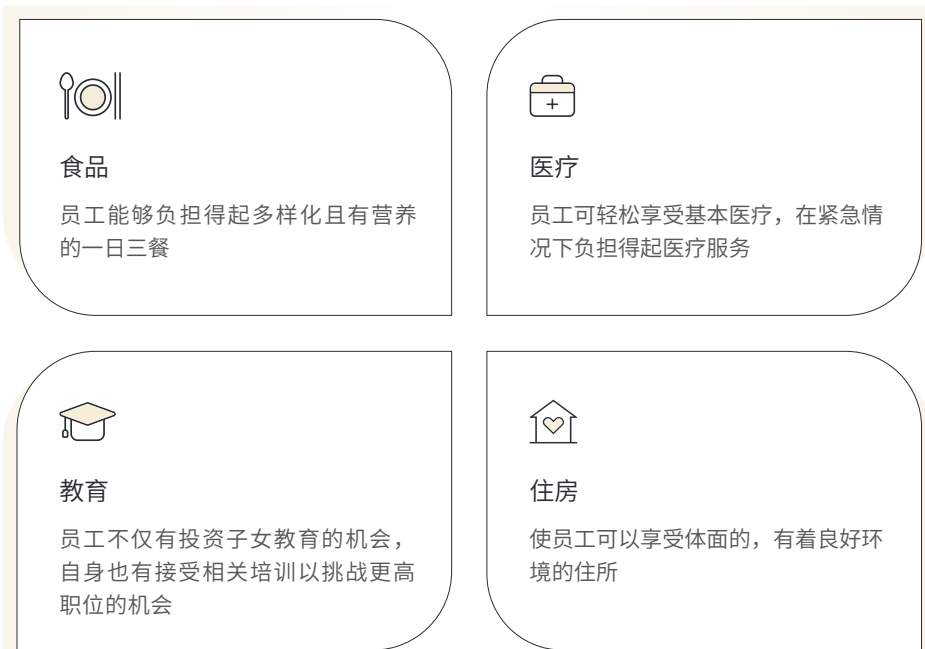 食品
员工能够负担得起多样化且有营养
的一日三餐
医疗
员工可轻松享受基本医疗，在紧急情
况下负担得起医疗服务
教育
员工不仅有投资子女教育的机会，
自身也有接受相关培训以挑战更高
职位的机会
住房
使员工可以享受体面的，有着良好环
境的住所